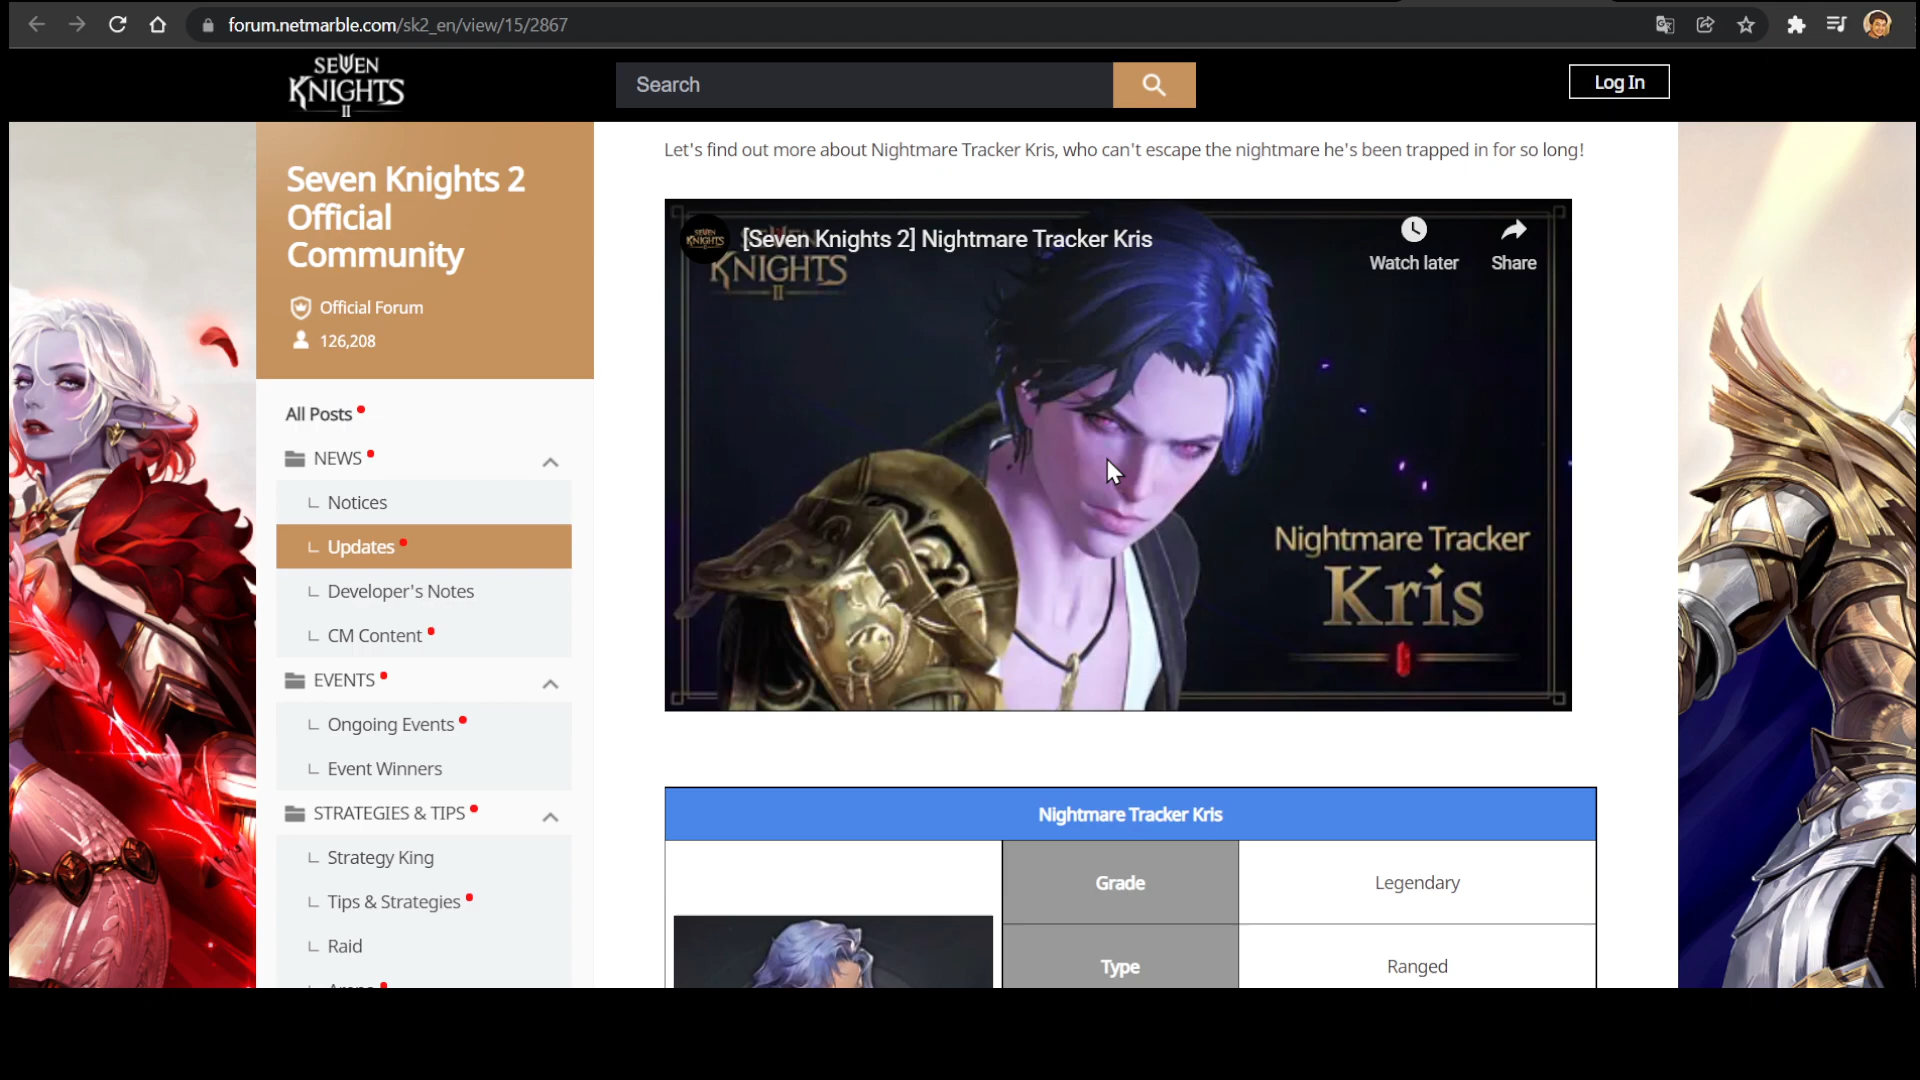 forum.netmarble.com/sk2_en/view/15/2867
SEVEN
KNIGHTS
II
Search
Log In
Seven Knights 2
Official
Community
Official Forum
126,208
All Posts
NEWS
Notices
Updates
Developer's Notes
CM Content
EVENTS
Ongoing Events
Event Winners
STRATEGIES & TIPS
Strategy King
Tips & Strategies
Raid
Let's find out more about Nightmare Tracker Kris, who can't escape the nightmare he's been trapped in for so long!
SEVEN
KNIGHTS
[Seven Knights 2] Nightmare Tracker Kris
KNIGHTS
II
Watch later
Share
Nightmare Tracker
Kris
Nightmare Tracker Kris
Grade
Legendary
Type
Ranged